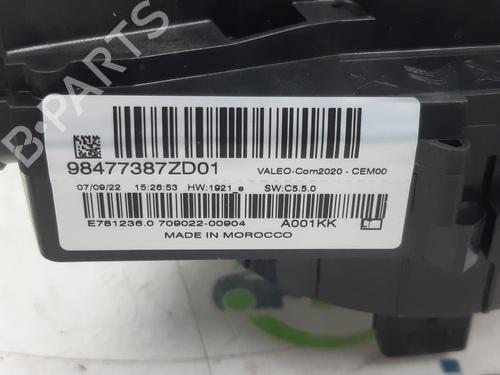 B-PARTS
98477387ZD01
VALEO-Com2020 - CEM00
07/09/22 15:26:53 HW:1921 e SW:C5.5.0
E781236.0 709022-00904 A001KK
MADE IN MOROCCO